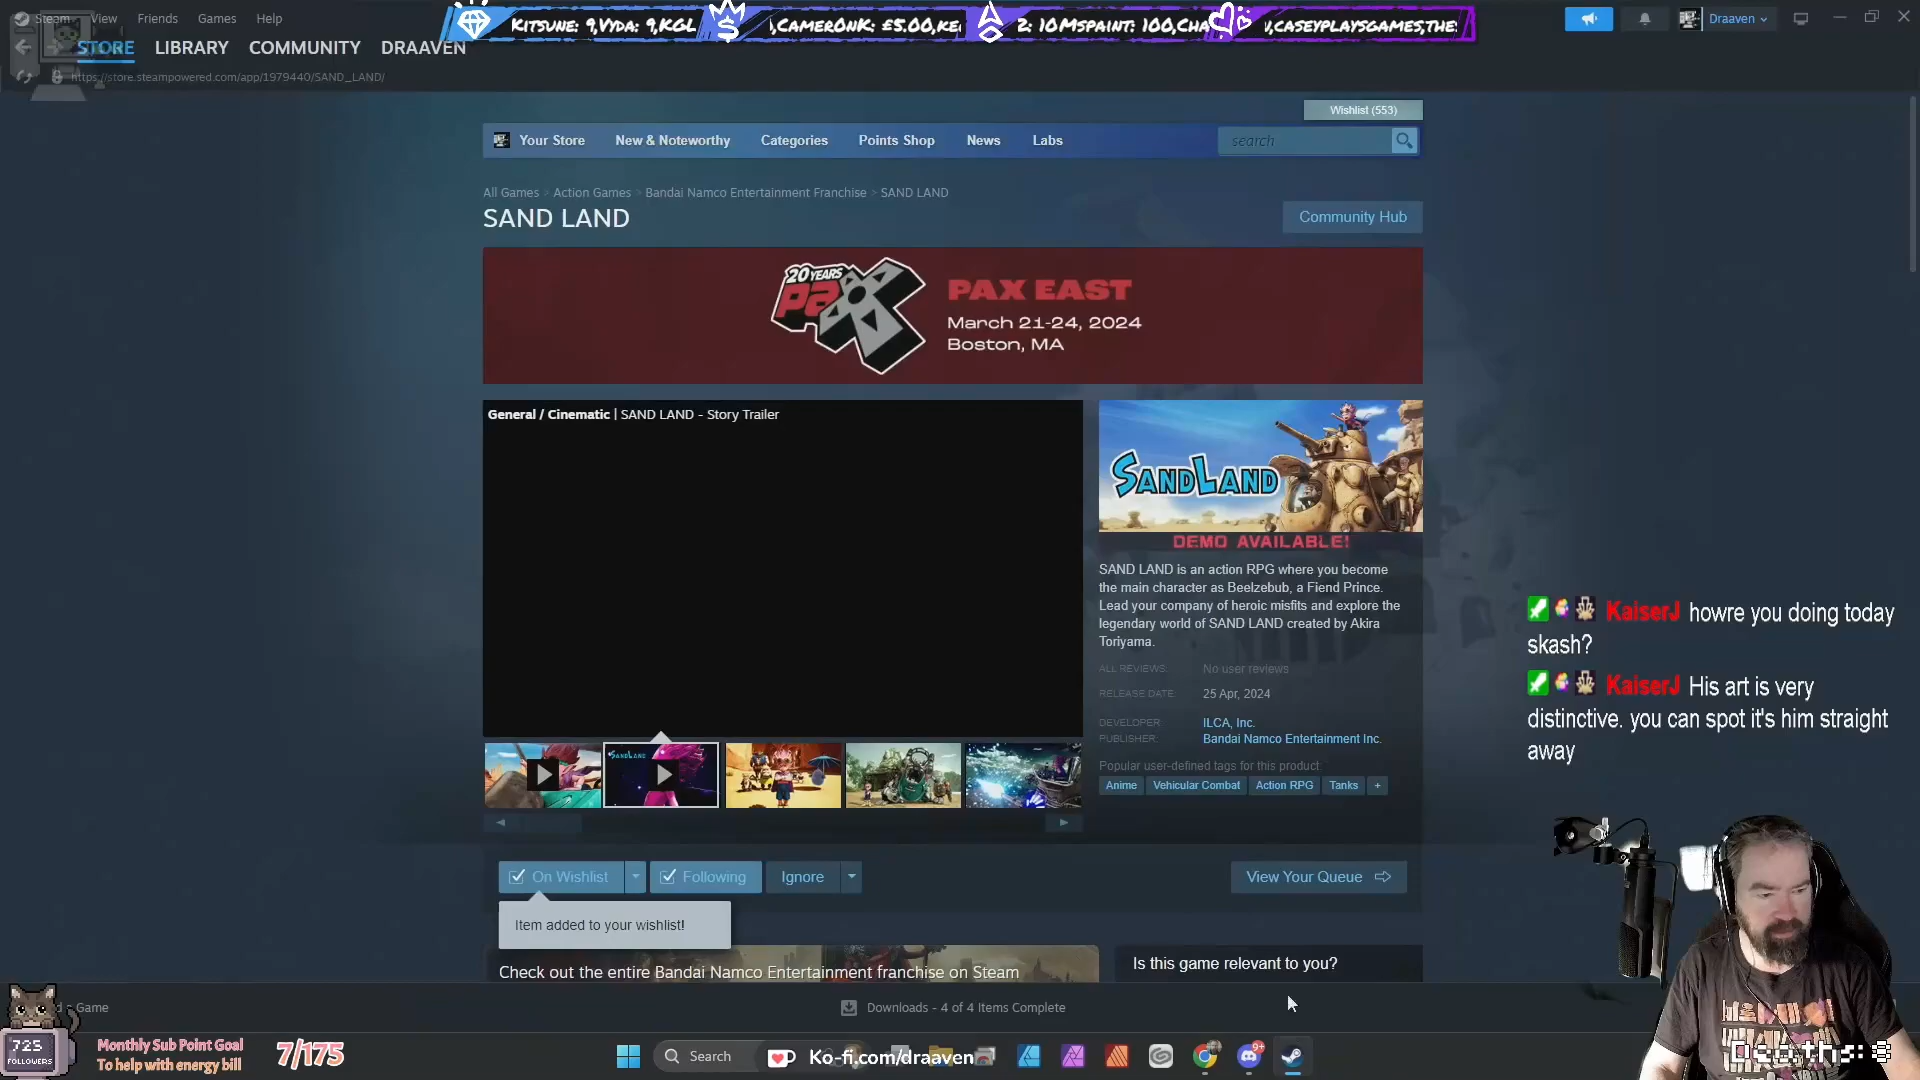 Steam View Friends Games Help
KITSUNE: 9,VYDA: 9,KGL
,CAMERONK: £5.00,KE
2: 10 MSPAINT: 100,CHA
,CASEYPLAYSGAMES,THE
Draaven
STORE LIBRARY COMMUNITY DRAAVEN
https://store.steampowered.com/app/1979440/SAND_LAND/
Wishlist (553)
Your Store New & Noteworthy Categories Points Shop News Labs search
All Games > Action Games > Bandai Namco Entertainment Franchise > SAND LAND
SAND LAND
Community Hub
20 YEARS
PAX
PAX EAST
March 21-24, 2024
Boston, MA
General / Cinematic | SAND LAND - Story Trailer
SAND LAND
DEMO AVAILABLE!
SAND LAND is an action RPG where you become
the main character as Beelzebub, a Fiend Prince.
Lead your company of heroic misfits and explore the
legendary world of SAND LAND created by Akira
Toriyama.
ALL REVIEWS: No user reviews
RELEASE DATE: 25 Apr, 2024
DEVELOPER: ILCA, Inc.
PUBLISHER: Bandai Namco Entertainment Inc.
Popular user-defined tags for this product:
Anime Vehicular Combat Action RPG Tanks +
SAND LAND
KaiserJ howre you doing today
skash?
KaiserJ His art is very
distinctive. you can spot it's him straight
away
On Wishlist Following Ignore View Your Queue
Item added to your wishlist!
Check out the entire Bandai Namco Entertainment franchise on Steam
Is this game relevant to you?
Game
Downloads - 4 of 4 Items Complete
725
FOLLOWERS
Monthly Sub Point Goal
To help with energy bill
7/175
Search
Ko-fi.com/draaven
9+
Deaths: 8